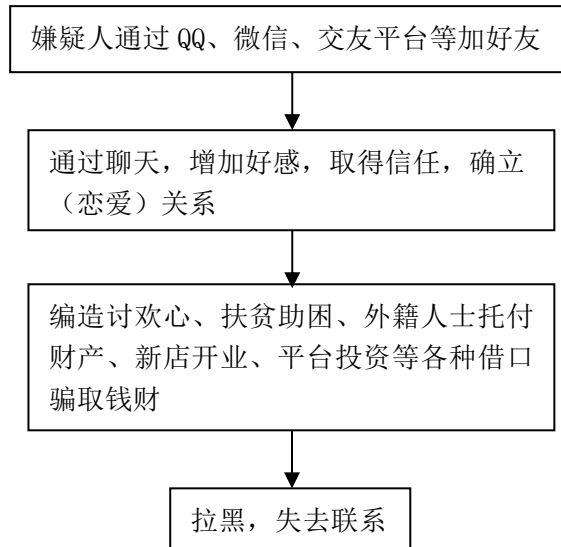 嫌疑人通过 QQ、微信、交友平台等加好友
通过聊天，增加好感，取得信任，确立
（恋爱）关系
编造讨欢心、扶贫助困、外籍人士托付
财产、新店开业、平台投资等各种借口
骗取钱财
拉黑，失去联系